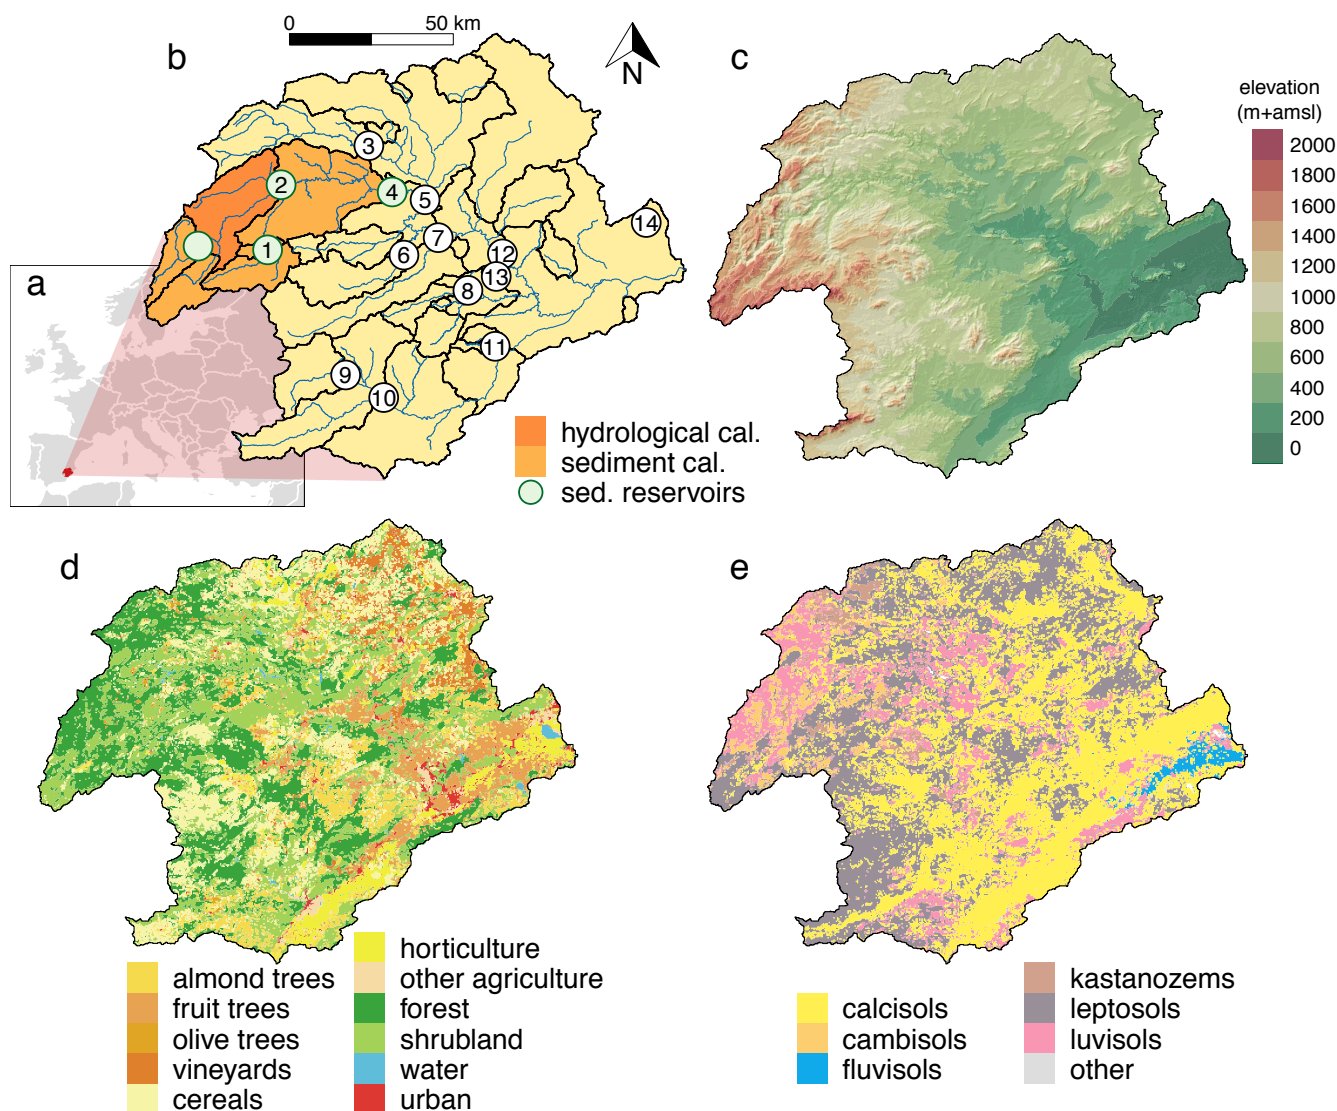 0 50 km
b
N
c
elevation
(m+amsl)
2000
1800
1600
1400
1200
1000
800
600
400
200
0
3
2
4
5
14
1
7
6
12
13
8
11
9
10
a
hydrological cal.
sediment cal.
sed. reservoirs
d
almond trees
fruit trees
olive trees
vineyards
cereals
horticulture
other agriculture
forest
shrubland
water
urban
e
calcisols
cambisols
fluvisols
kastanozems
leptosols
luvisols
other